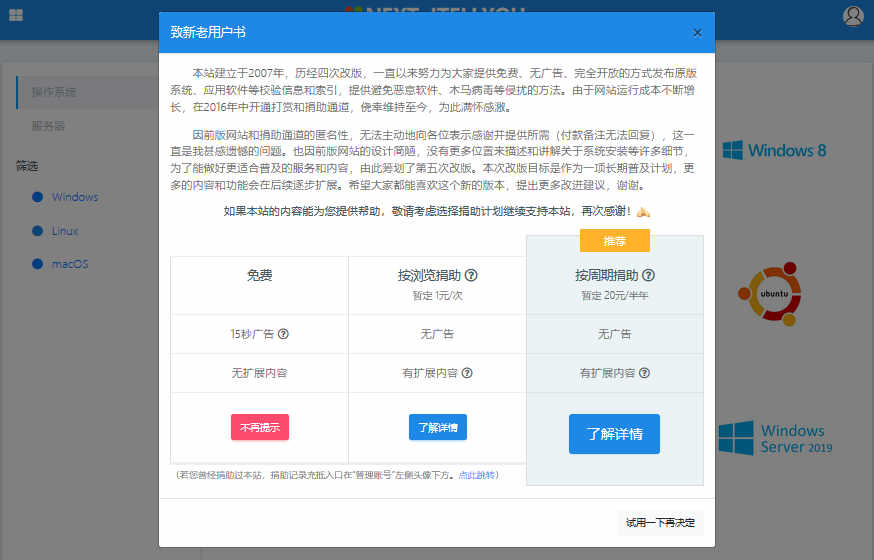 NEXT, ITELLYOU
致新老用户书
×
本站建立于2007年，历经四次改版，一直以来努力为大家提供免费、无广告、完全开放的方式发布原版
系统、应用软件等校验信息和索引，提供避免恶意软件、木马病毒等侵扰的方法。由于网站运行成本不断增
长，在2016年中开通打赏和捐助通道，侥幸维持至今，为此满怀感激。
因前版网站和捐助通道的匿名性，无法主动地向各位表示感谢并提供所需（付款备注无法回复），这一
直是我甚感遗憾的问题。也因前版网站的设计简陋，没有更多位置来描述和讲解关于系统安装等许多细节，
为了能做好更适合普及的服务和内容，由此筹划了第五次改版。本次改版目标是作为一项长期普及计划，更
多的内容和功能会在后续逐步扩展。希望大家都能喜欢这个新的版本，提出更多改进建议，谢谢。
如果本站的内容能为您提供帮助，敬请考虑选择捐助计划继续支持本站，再次感谢！
推荐
免费
按浏览捐助 ?
暂定 1元/次
按周期捐助 ?
暂定 20元/半年
15秒广告 ?
无广告
无广告
无扩展内容
有扩展内容 ?
有扩展内容 ?
不再提示
了解详情
了解详情
（若您曾经捐助过本站，捐助记录充抵入口在"管理账号"左侧头像下方。点此跳转）
试用一下再决定
操作系统
服务器
筛选
Windows
Linux
macOS
Windows 8
ubuntu
Windows
Server 2019